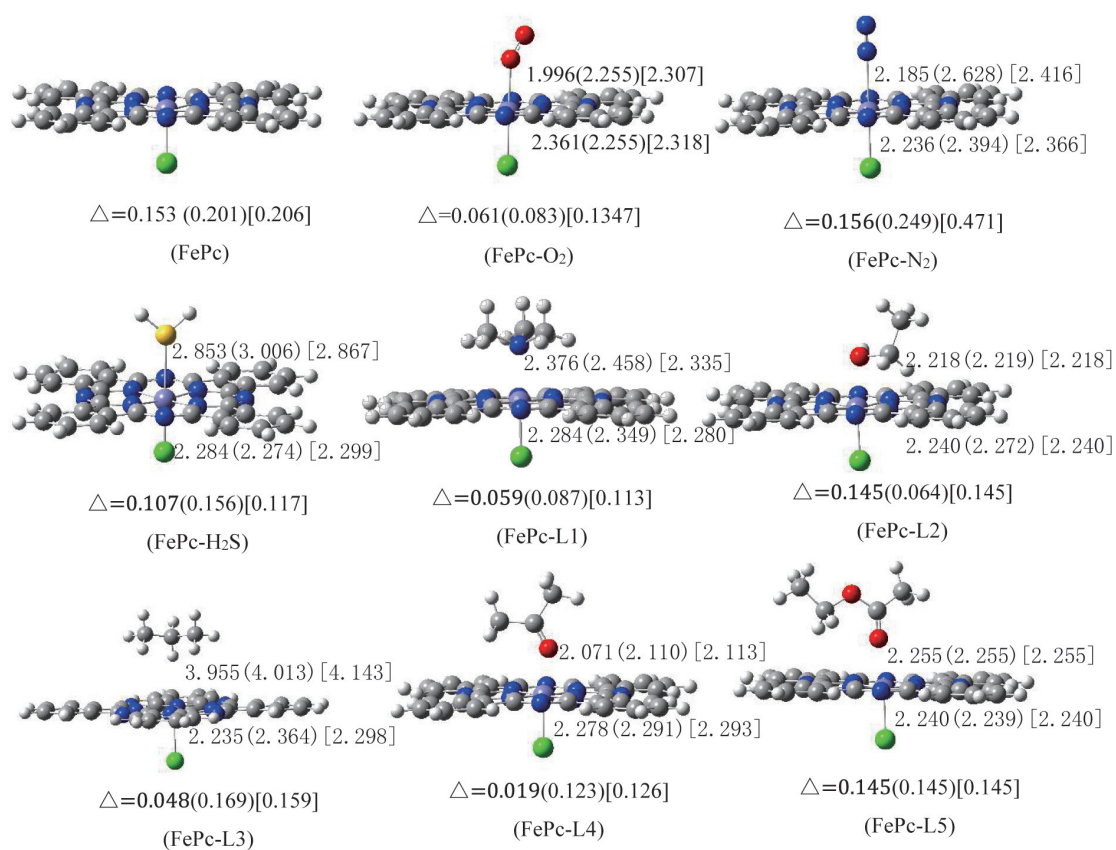 1.996(2.255)[2.307]
2.361(2.255)[2.318]
2.185(2.628)[2.416]
2.236(2.394)[2.366]
△=0.153 (0.201)[0.206]
(FePc)
△=0.061(0.083)[0.1347]
(FePc-O₂)
△=0.156(0.249)[0.471]
(FePc-N₂)
2.853(3.006)[2.867]
2.284(2.274)[2.299]
△=0.107(0.156)[0.117]
(FePc-H₂S)
2.376(2.458)[2.335]
2.284(2.349)[2.280]
△=0.059(0.087)[0.113]
(FePc-L1)
2.218(2.219)[2.218]
2.240(2.272)[2.240]
△=0.145(0.064)[0.145]
(FePc-L2)
3.955(4.013)[4.143]
2.235(2.364)[2.298]
△=0.048(0.169)[0.159]
(FePc-L3)
2.071(2.110)[2.113]
2.278(2.291)[2.293]
△=0.019(0.123)[0.126]
(FePc-L4)
2.255(2.255)[2.255]
2.240(2.239)[2.240]
△=0.145(0.145)[0.145]
(FePc-L5)